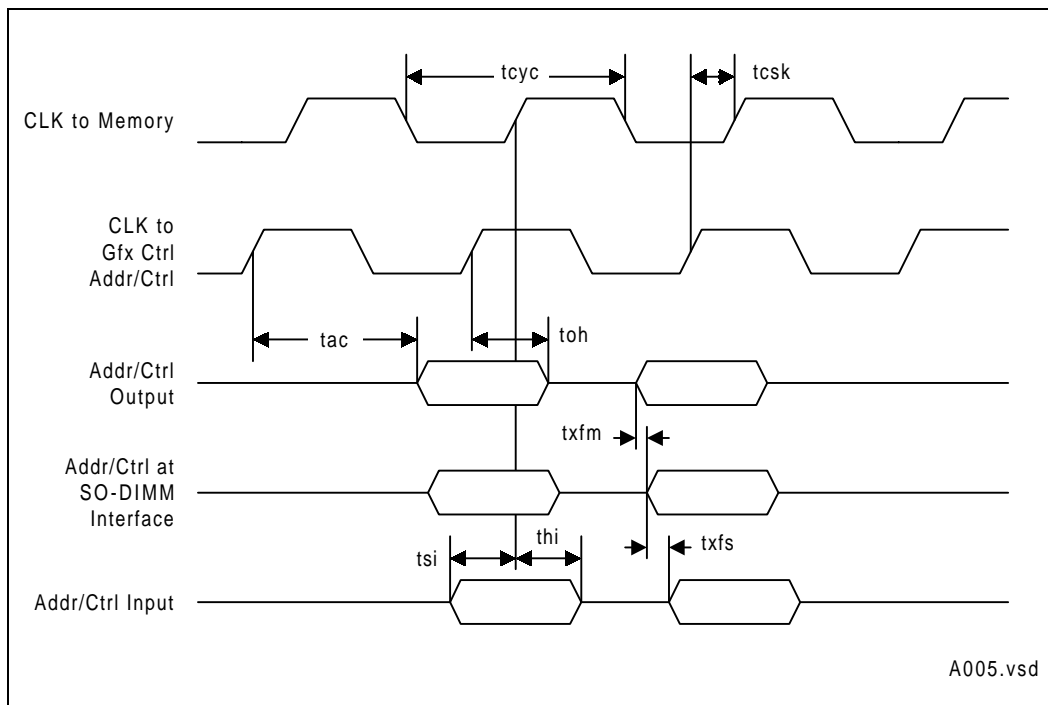 tcyc
tcsk
CLK to Memory
CLK to
Gfx Ctrl
Addr/Ctrl
tac
toh
Addr/Ctrl
Output
txfm
Addr/Ctrl at
SO-DIMM
Interface
tsi
thi
txfs
Addr/Ctrl Input
A005.vsd